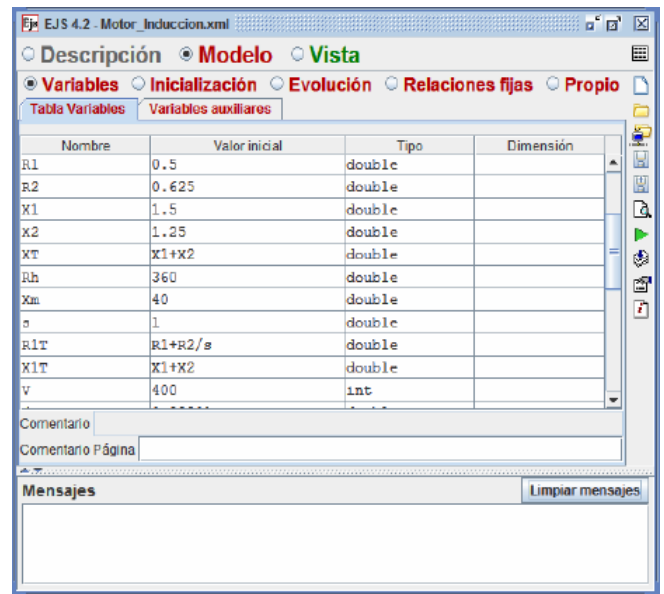 EJS 4.2 - Motor_Induccion.xml
Descripción Modelo Vista
Variables Inicialización Evolución Relaciones fijas Propio
Tabla Variables Variables auxiliares
Nombre Valor inicial Tipo Dimensión
R1 0.5 double
R2 0.625 double
X1 1.5 double
X2 1.25 double
XT X1+X2 double
Rh 360 double
Xm 40 double
s 1 double
R1T R1+R2/s double
X1T X1+X2 double
V 400 int
Comentario
Comentario Página
Mensajes Limpiar mensajes